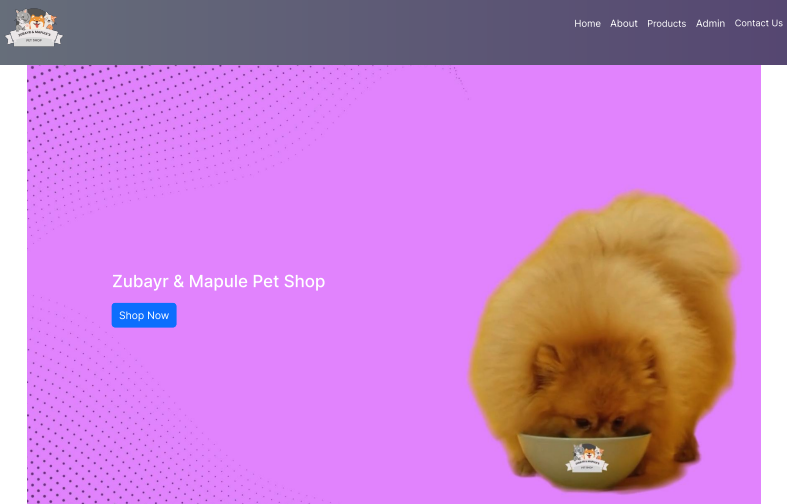 ZUBAYR & MAPULE'S
PET SHOP
Home About Products Admin Contact Us
Zubayr & Mapule Pet Shop
Shop Now